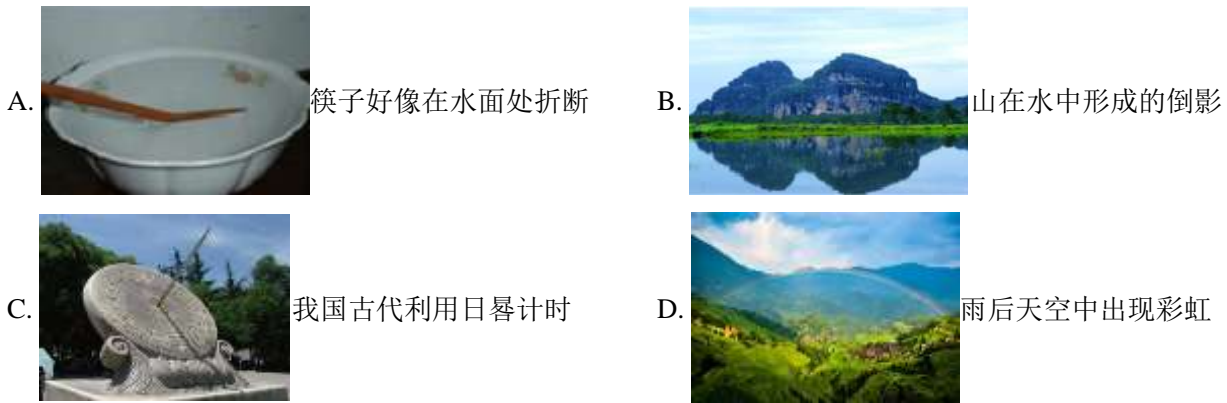 A. 筷子好像在水面处折断
B. 山在水中形成的倒影
C. 我国古代利用日晷计时
D. 雨后天空中出现彩虹